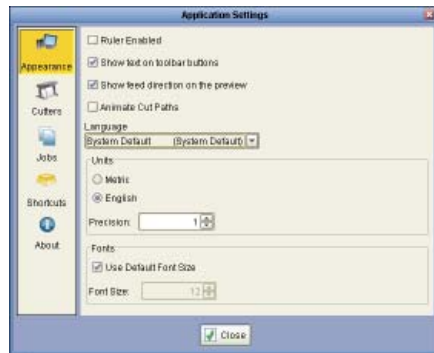 Application Settings
Appearance
Cutters
Jobs
Shortcuts
About
Ruler Enabled
Show text on toolbar buttons
Show feed direction on the preview
Animate Cut Paths
Language
System Default (System Default)
Units
Metric
English
Precision: 1
Fonts
Use Default Font Size
Font Size: 12
Close